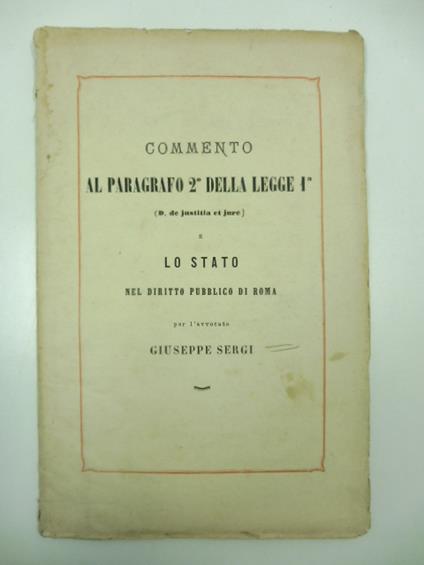 COMMENTO
AL PARAGRAFO 2º DELLA LEGGE 1ª
(D. de justitia et jure)
E
LO STATO
NEL DIRITTO PUBBLICO DI ROMA
per l'avvocato
GIUSEPPE SERGI